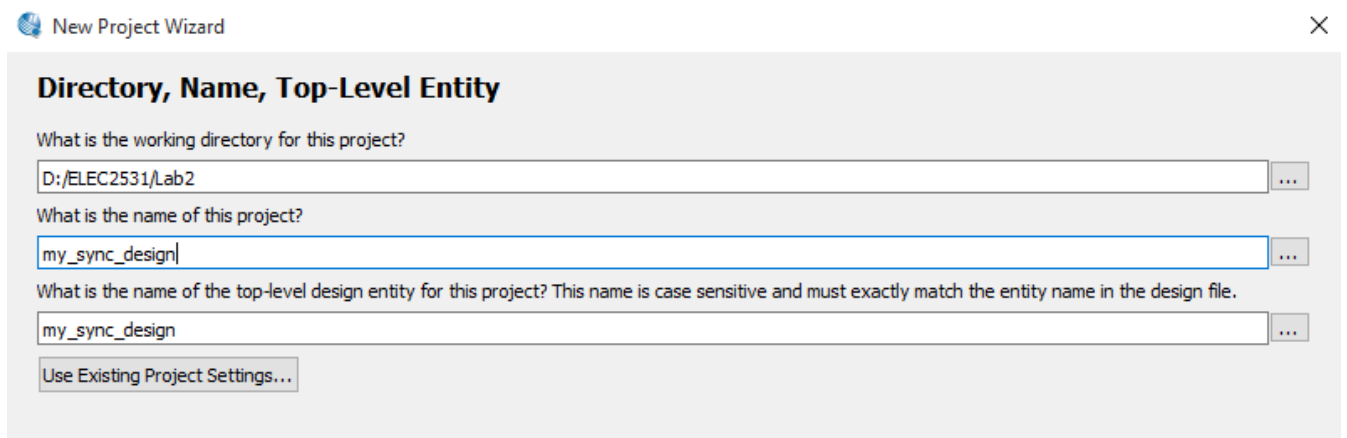 New Project Wizard
Directory, Name, Top-Level Entity
What is the working directory for this project?
D:/ELEC2531/Lab2
...
What is the name of this project?
my_sync_design
...
What is the name of the top-level design entity for this project? This name is case sensitive and must exactly match the entity name in the design file.
my_sync_design
...
Use Existing Project Settings...